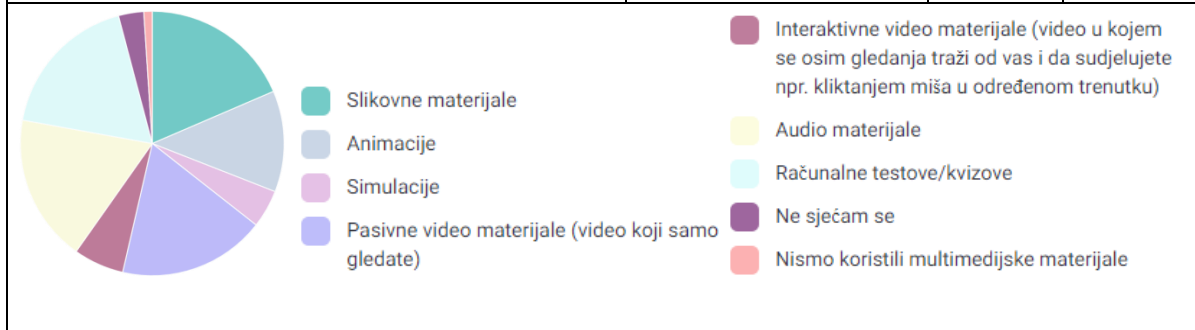 Slikovne materijale
Animacije
Simulacije
Pasivne video materijale (video koji samo
gledate)
Interaktivne video materijale (video u kojem
se osim gledanja traži od vas i da sudjelujete
npr. kliktanjem miša u određenom trenutku)
Audio materijale
Računalne testove/kvizove
Ne sjećam se
Nismo koristili multimedijske materijale